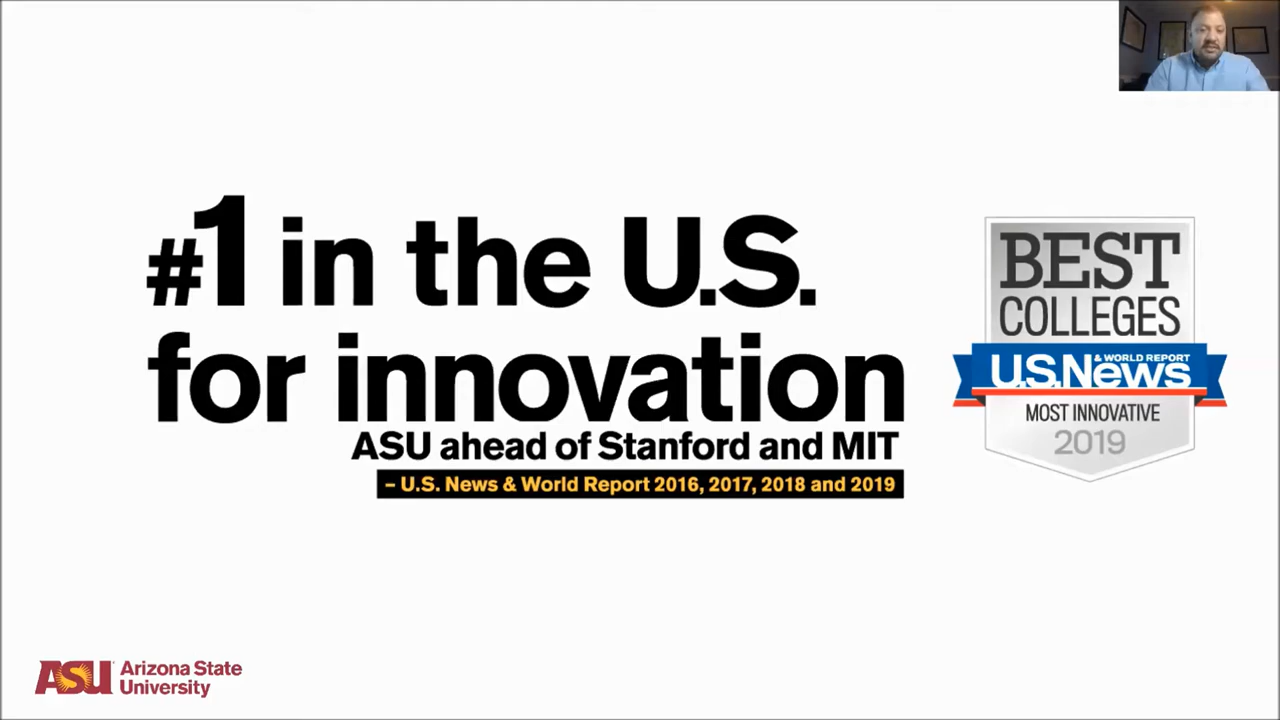 #1 in the U.S.
for innovation
ASU ahead of Stanford and MIT
– U.S. News & World Report 2016, 2017, 2018 and 2019
BEST
COLLEGES
U.S. News & WORLD REPORT
MOST INNOVATIVE
2019
ASU Arizona State
University